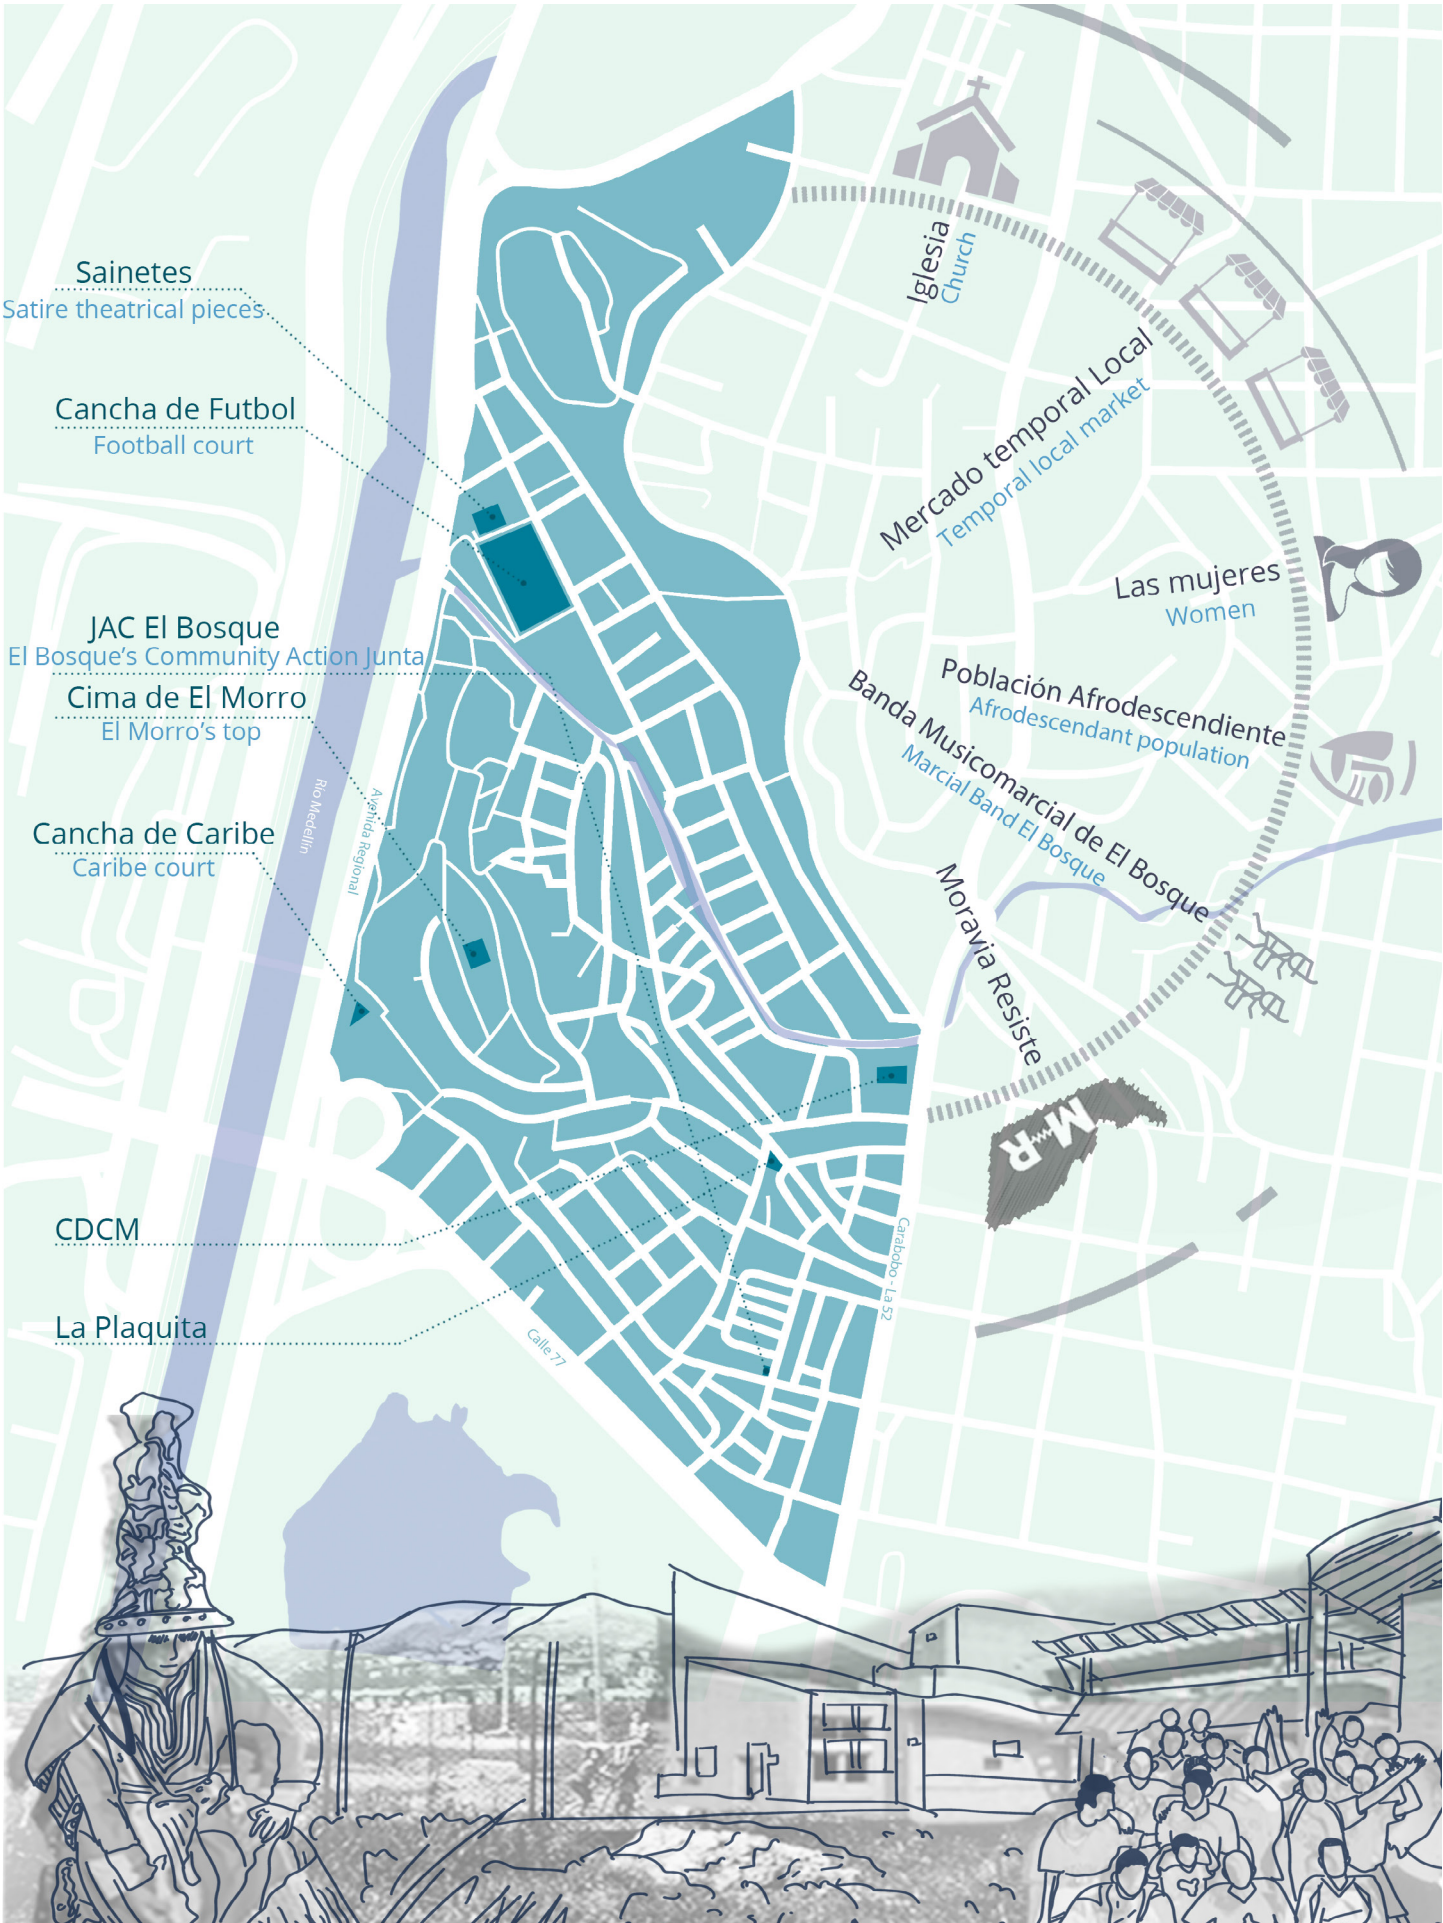 Sainetes
Satire theatrical pieces
Cancha de Futbol
Football court
JAC El Bosque
El Bosque's Community Action Junta
Cima de El Morro
El Morro's top
Cancha de Caribe
Caribe court
CDCM
La Plaquita
Río Medellín
Avenida Regional
Calle 77
Carabobo - La 52
Iglesia
Church
Mercado temporal Local
Temporal local market
Las mujeres
Women
Población Afrodescendiente
Afrodescendant population
Banda Musicomarcial de El Bosque
Marcial Band El Bosque
Moravia Resiste
M R